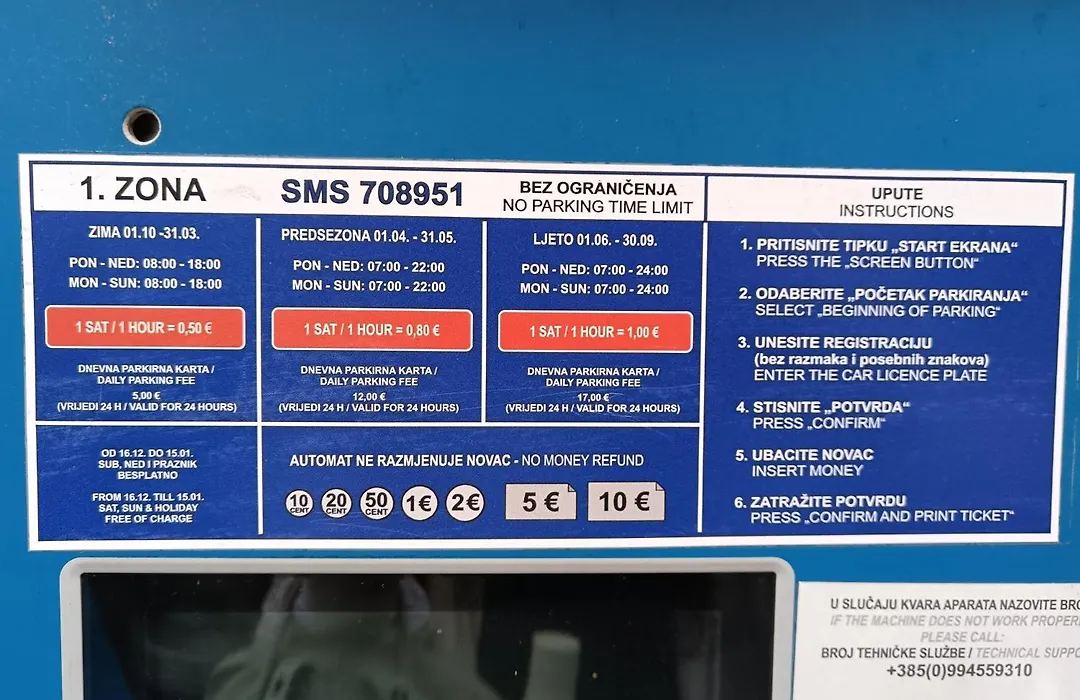 1. ZONA
SMS 708951
BEZ OGRANIČENJA
NO PARKING TIME LIMIT
ZIMA 01.10 -31.03.
PON - NED: 08:00 - 18:00
MON - SUN: 08:00 - 18:00
1 SAT / 1 HOUR = 0,50 €
DNEVNA PARKIRNA KARTA /
DAILY PARKING FEE
5,00 €
(VRIJEDI 24 H / VALID FOR 24 HOURS)
PREDSEZONA 01.04. - 31.05.
PON - NED: 07:00 - 22:00
MON - SUN: 07:00 - 22:00
1 SAT / 1 HOUR = 0,80 €
DNEVNA PARKIRNA KARTA /
DAILY PARKING FEE
12,00 €
(VRIJEDI 24 H / VALID FOR 24 HOURS)
LJETO 01.06. - 30.09.
PON - NED: 07:00 - 24:00
MON - SUN: 07:00 - 24:00
1 SAT / 1 HOUR = 1,00 €
DNEVNA PARKIRNA KARTA /
DAILY PARKING FEE
17,00 €
(VRIJEDI 24 H / VALID FOR 24 HOURS)
OD 16.12. DO 15.01.
SUB, NED I PRAZNIK
BESPLATNO
FROM 16.12. TILL 15.01.
SAT, SUN & HOLIDAY
FREE OF CHARGE
AUTOMAT NE RAZMJENJUJE NOVAC - NO MONEY REFUND
10 CENT 20 CENT 50 CENT 1€ 2€ 5 € 10 €
UPUTE
INSTRUCTIONS
1. PRITISNITE TIPKU „START EKRANA“
PRESS THE „SCREEN BUTTON“
2. ODABERITE „POČETAK PARKIRANJA“
SELECT „BEGINNING OF PARKING“
3. UNESITE REGISTRACIJU
(bez razmaka i posebnih znakova)
ENTER THE CAR LICENCE PLATE
4. STISNITE „POTVRDA“
PRESS „CONFIRM“
5. UBACITE NOVAC
INSERT MONEY
6. ZATRAŽITE POTVRDU
PRESS „CONFIRM AND PRINT TICKET“
U SLUČAJU KVARA APARATA NAZOVITE
IF THE MACHINE DOES NOT WORK
PLEASE CALL:
BROJ TEHNIČKE SLUŽBE / TECHNICAL
+385(0)994559310